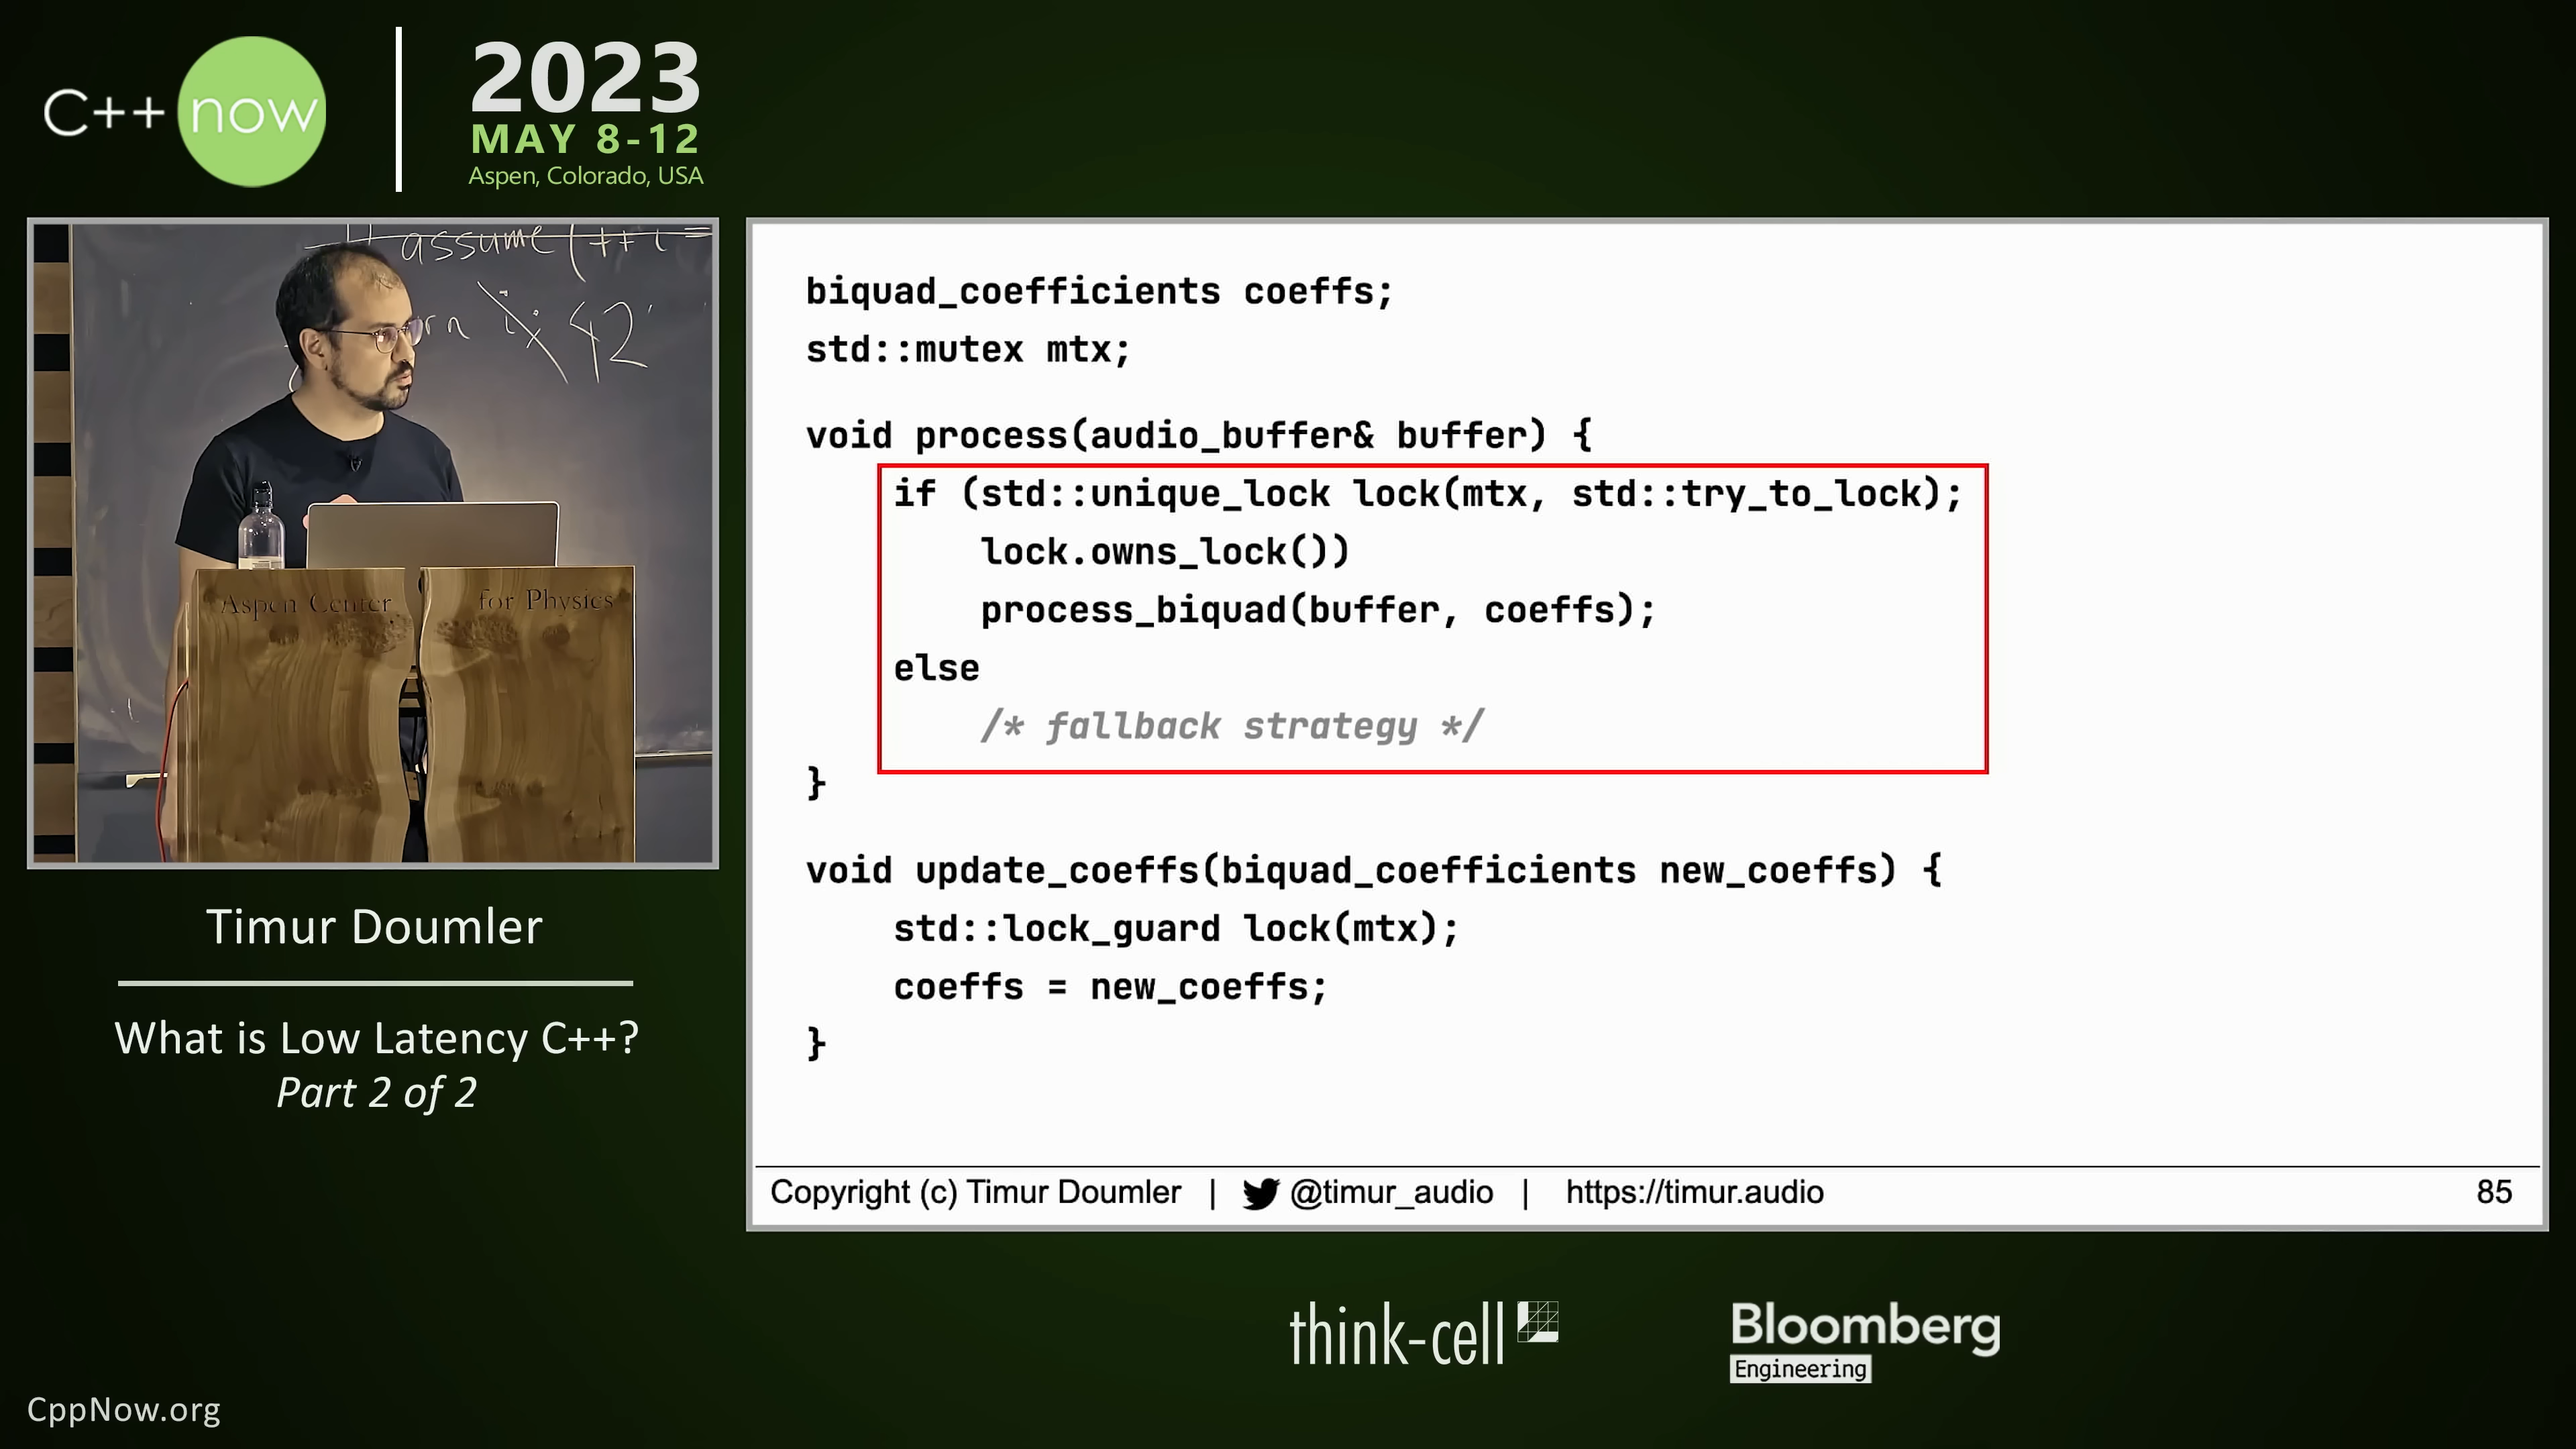 C++ now
2023
MAY 8-12
Aspen, Colorado, USA
assume(++i =
42
Aspen Center for Physics
Timur Doumler
What is Low Latency C++?
Part 2 of 2
biquad_coefficients coeffs;
std::mutex mtx;
void process(audio_buffer& buffer) {
if (std::unique_lock lock(mtx, std::try_to_lock);
lock.owns_lock())
process_biquad(buffer, coeffs);
else
/* fallback strategy */
}
void update_coeffs(biquad_coefficients new_coeffs) {
std::lock_guard lock(mtx);
coeffs = new_coeffs;
}
Copyright (c) Timur Doumler | @timur_audio | https://timur.audio 85
think-cell
Bloomberg
Engineering
CppNow.org